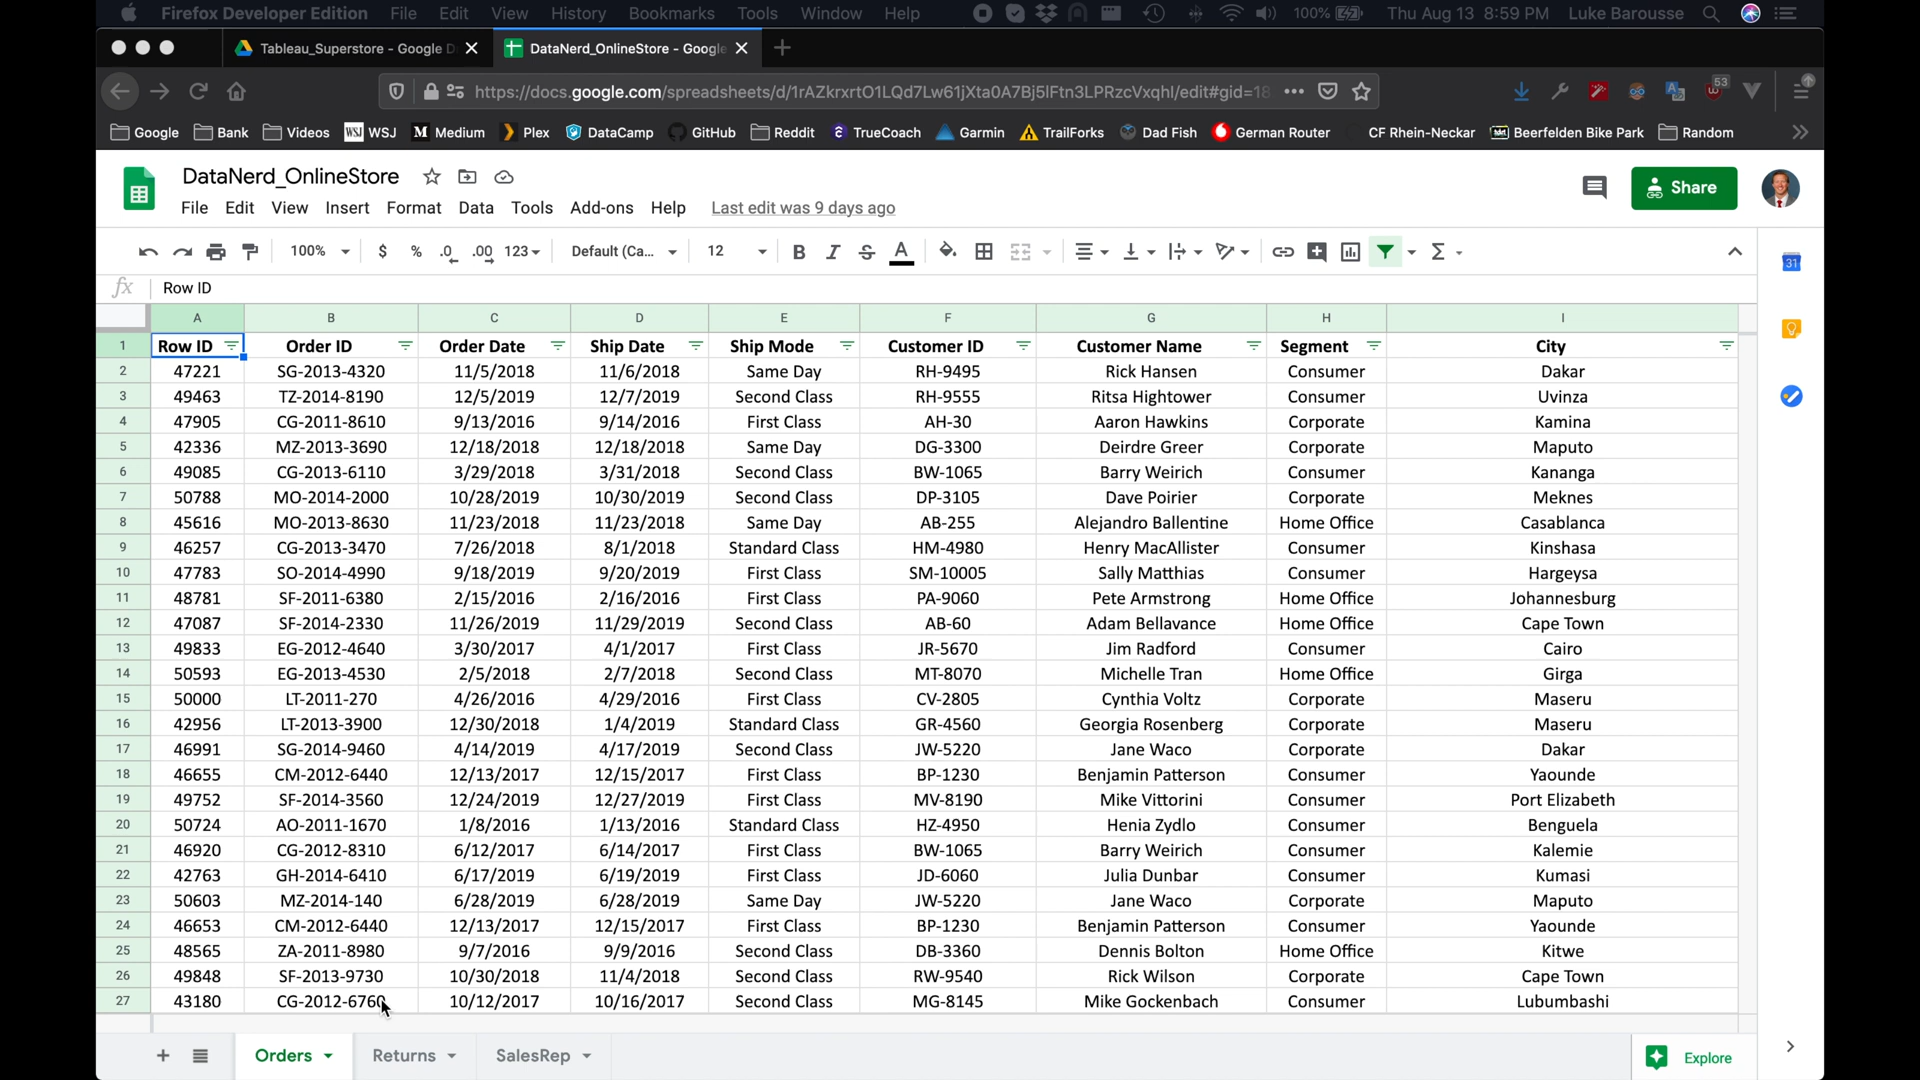 Firefox Developer Edition File Edit View History Bookmarks Tools Window Help 100% Thu Aug 13 8:59 PM Luke Barousse
Tableau_Superstore - Google D DataNerd_OnlineStore - Google
https://docs.google.com/spreadsheets/d/1rAZkrxrtO1LQd7Lw61jXta0A7Bj5lFtn3LPRzcVxqhI/edit#gid=18 53
Google Bank Videos WSJ WSJ M Medium Plex DataCamp GitHub Reddit TrueCoach Garmin TrailForks Dad Fish German Router CF Rhein-Neckar Beerfelden Bike Park Random
DataNerd_OnlineStore
Share
File Edit View Insert Format Data Tools Add-ons Help Last edit was 9 days ago
100% $ % .0 .00 123 Default (Ca... 12 B I S A Σ
31
fx Row ID
A B C D E F G H I
1 Row ID Order ID Order Date Ship Date Ship Mode Customer ID Customer Name Segment City
2 47221 SG-2013-4320 11/5/2018 11/6/2018 Same Day RH-9495 Rick Hansen Consumer Dakar
3 49463 TZ-2014-8190 12/5/2019 12/7/2019 Second Class RH-9555 Ritsa Hightower Consumer Uvinza
4 47905 CG-2011-8610 9/13/2016 9/14/2016 First Class AH-30 Aaron Hawkins Corporate Kamina
5 42336 MZ-2013-3690 12/18/2018 12/18/2018 Same Day DG-3300 Deirdre Greer Corporate Maputo
6 49085 CG-2013-6110 3/29/2018 3/31/2018 Second Class BW-1065 Barry Weirich Consumer Kananga
7 50788 MO-2014-2000 10/28/2019 10/30/2019 Second Class DP-3105 Dave Poirier Corporate Meknes
8 45616 MO-2013-8630 11/23/2018 11/23/2018 Same Day AB-255 Alejandro Ballentine Home Office Casablanca
9 46257 CG-2013-3470 7/26/2018 8/1/2018 Standard Class HM-4980 Henry MacAllister Consumer Kinshasa
10 47783 SO-2014-4990 9/18/2019 9/20/2019 First Class SM-10005 Sally Matthias Consumer Hargeysa
11 48781 SF-2011-6380 2/15/2016 2/16/2016 First Class PA-9060 Pete Armstrong Home Office Johannesburg
12 47087 SF-2014-2330 11/26/2019 11/29/2019 Second Class AB-60 Adam Bellavance Home Office Cape Town
13 49833 EG-2012-4640 3/30/2017 4/1/2017 First Class JR-5670 Jim Radford Consumer Cairo
14 50593 EG-2013-4530 2/5/2018 2/7/2018 Second Class MT-8070 Michelle Tran Home Office Girga
15 50000 LT-2011-270 4/26/2016 4/29/2016 First Class CV-2805 Cynthia Voltz Corporate Maseru
16 42956 LT-2013-3900 12/30/2018 1/4/2019 Standard Class GR-4560 Georgia Rosenberg Corporate Maseru
17 46991 SG-2014-9460 4/14/2019 4/17/2019 Second Class JW-5220 Jane Waco Corporate Dakar
18 46655 CM-2012-6440 12/13/2017 12/15/2017 First Class BP-1230 Benjamin Patterson Consumer Yaounde
19 49752 SF-2014-3560 12/24/2019 12/27/2019 First Class MV-8190 Mike Vittorini Consumer Port Elizabeth
20 50724 AO-2011-1670 1/8/2016 1/13/2016 Standard Class HZ-4950 Henia Zydlo Consumer Benguela
21 46920 CG-2012-8310 6/12/2017 6/14/2017 First Class BW-1065 Barry Weirich Consumer Kalemie
22 42763 GH-2014-6410 6/17/2019 6/19/2019 First Class JD-6060 Julia Dunbar Consumer Kumasi
23 50603 MZ-2014-140 6/28/2019 6/28/2019 Same Day JW-5220 Jane Waco Corporate Maputo
24 46653 CM-2012-6440 12/13/2017 12/15/2017 First Class BP-1230 Benjamin Patterson Consumer Yaounde
25 48565 ZA-2011-8980 9/7/2016 9/9/2016 Second Class DB-3360 Dennis Bolton Home Office Kitwe
26 49848 SF-2013-9730 10/30/2018 11/4/2018 Second Class RW-9540 Rick Wilson Corporate Cape Town
27 43180 CG-2012-6760 10/12/2017 10/16/2017 Second Class MG-8145 Mike Gockenbach Consumer Lubumbashi
Orders Returns SalesRep Explore